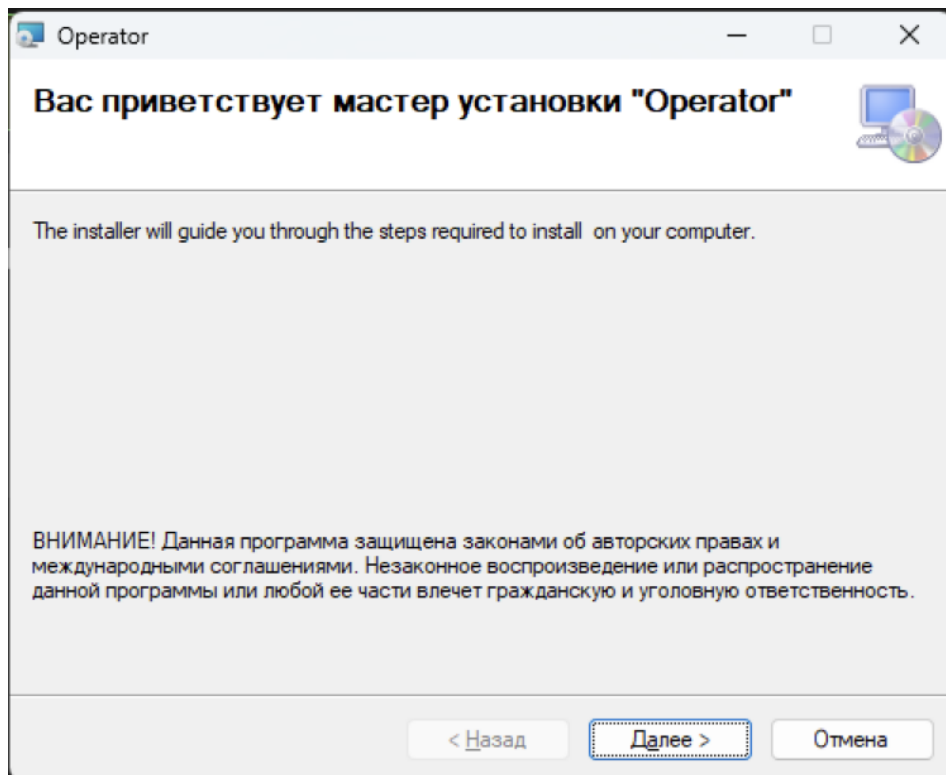 Operator
Вас приветствует мастер установки "Operator"
The installer will guide you through the steps required to install  on your computer.
ВНИМАНИЕ! Данная программа защищена законами об авторских правах и
международными соглашениями. Незаконное воспроизведение или распространение
данной программы или любой ее части влечет гражданскую и уголовную ответственность.
< Назад
Далее >
Отмена